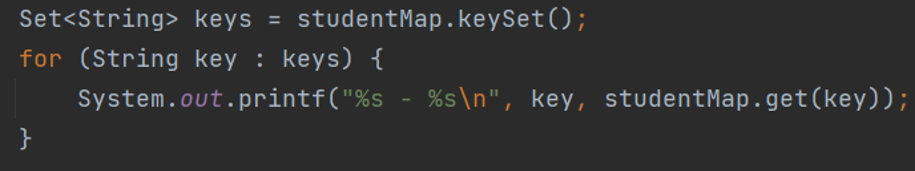 Set<String> keys = studentMap.keySet();
for (String key : keys) {
    System.out.printf("%s - %s\n", key, studentMap.get(key));
}